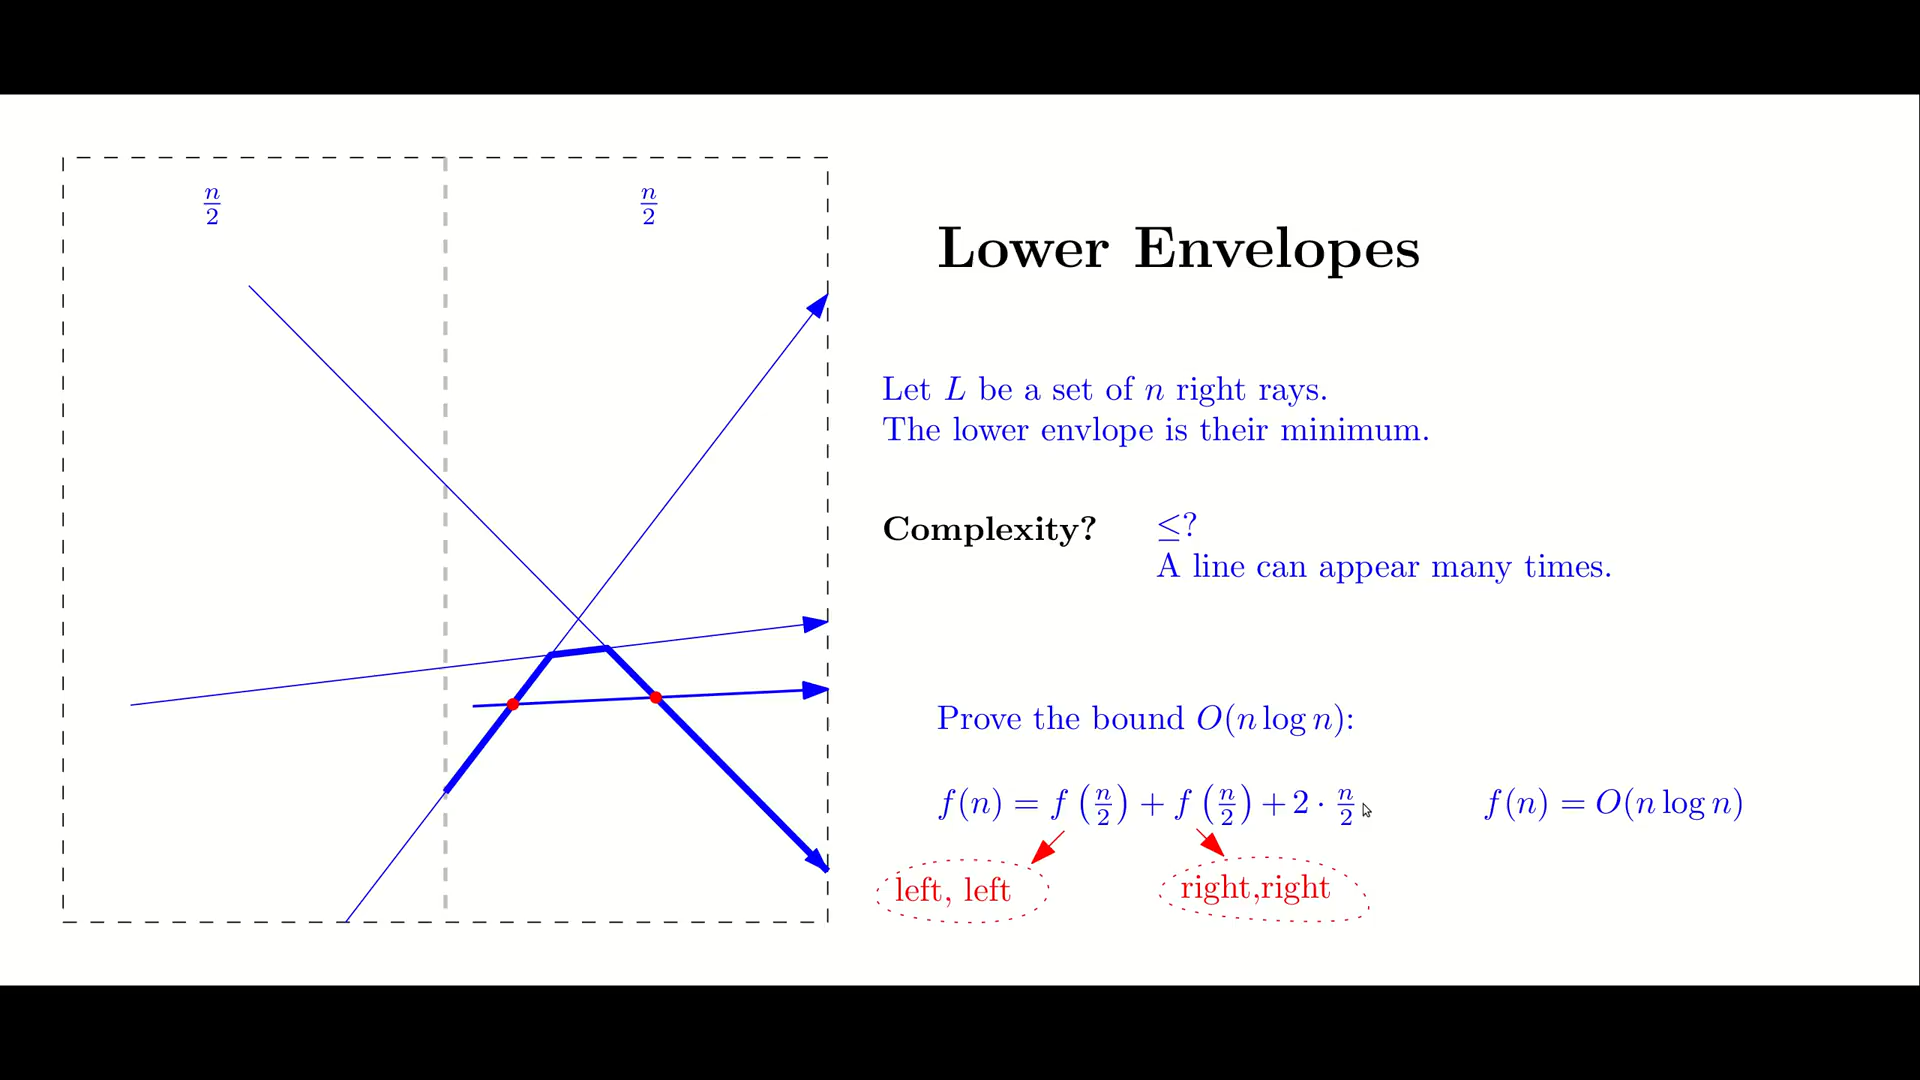 n/2
n/2
Lower Envelopes
Let L be a set of n right rays.
The lower envlope is their minimum.
Complexity? ≤?
A line can appear many times.
Prove the bound O(n log n):
f(n) = f(n/2) + f(n/2) + 2 · n/2 f(n) = O(n log n)
left, left right,right